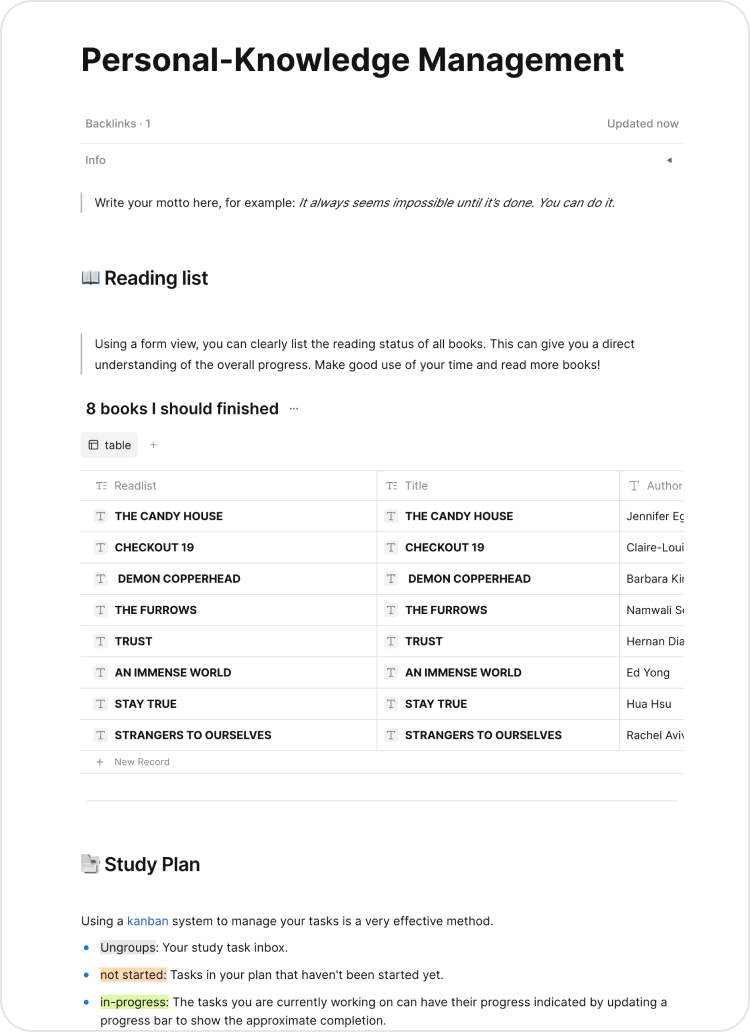 Personal-Knowledge Management
Backlinks · 1 Updated now
Info
Write your motto here, for example: It always seems impossible until it's done. You can do it.
Reading list
Using a form view, you can clearly list the reading status of all books. This can give you a direct
understanding of the overall progress. Make good use of your time and read more books!
8 books I should finished ···
table +
Readlist Title Author
THE CANDY HOUSE THE CANDY HOUSE Jennifer
CHECKOUT 19 CHECKOUT 19
DEMON COPPERHEAD DEMON COPPERHEAD Barbara
THE FURROWS THE FURROWS Namwali
TRUST TRUST Hernan
AN IMMENSE WORLD AN IMMENSE WORLD Ed Yong
STAY TRUE STAY TRUE Hua Hsu
STRANGERS TO OURSELVES STRANGERS TO OURSELVES Rachel
+ New Record
Study Plan
Using a kanban system to manage your tasks is a very effective method.
• Ungroups: Your study task inbox.
• not started: Tasks in your plan that haven't been started yet.
• in-progress: The tasks you are currently working on can have their progress indicated by updating a
progress bar to show the approximate completion.